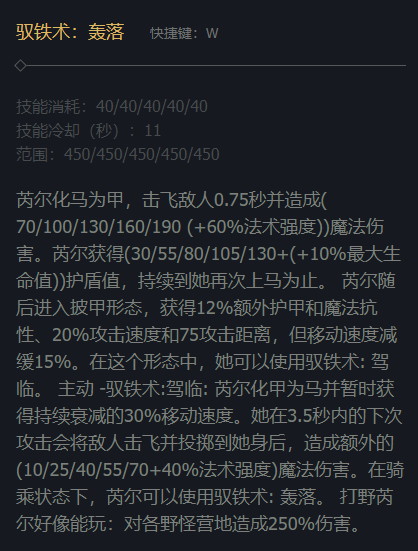 驭铁术：轰落 快捷键：W
技能消耗：40/40/40/40/40
技能冷却（秒）：11
范围：450/450/450/450/450
芮尔化马为甲，击飞敌人0.75秒并造成(
70/100/130/160/190 (+60%法术强度))魔法伤
害。芮尔获得(30/55/80/105/130+(+10%最大生
命值))护盾值，持续到她再次上马为止。 芮尔随
后进入披甲形态，获得12%额外护甲和魔法抗
性、20%攻击速度和75攻击距离，但移动速度减
缓15%。在这个形态中，她可以使用驭铁术: 驾
临。 主动 -驭铁术:驾临: 芮尔化甲为马并暂时获
得持续衰减的30%移动速度。她在3.5秒内的下次
攻击会将敌人击飞并投掷到她身后，造成额外的
(10/25/40/55/70+40%法术强度)魔法伤害。在骑
乘状态下，芮尔可以使用驭铁术: 轰落。 打野芮
尔好像能玩：对各野怪营地造成250%伤害。